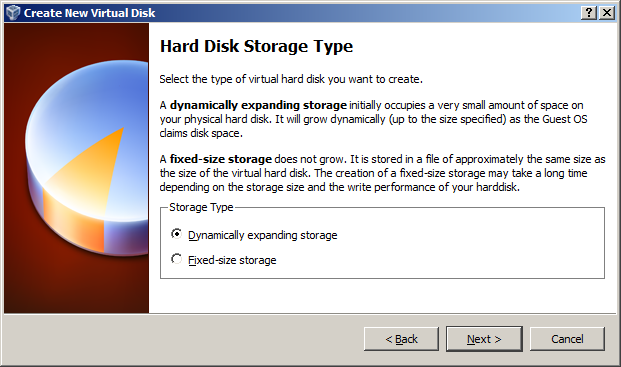 Create New Virtual Disk
Hard Disk Storage Type
Select the type of virtual hard disk you want to create.
A dynamically expanding storage initially occupies a very small amount of space on
your physical hard disk. It will grow dynamically (up to the size specified) as the Guest OS
claims disk space.
A fixed-size storage does not grow. It is stored in a file of approximately the same size as
the size of the virtual hard disk. The creation of a fixed-size storage may take a long time
depending on the storage size and the write performance of your harddisk.
Storage Type
Dynamically expanding storage
Fixed-size storage
< Back Next > Cancel